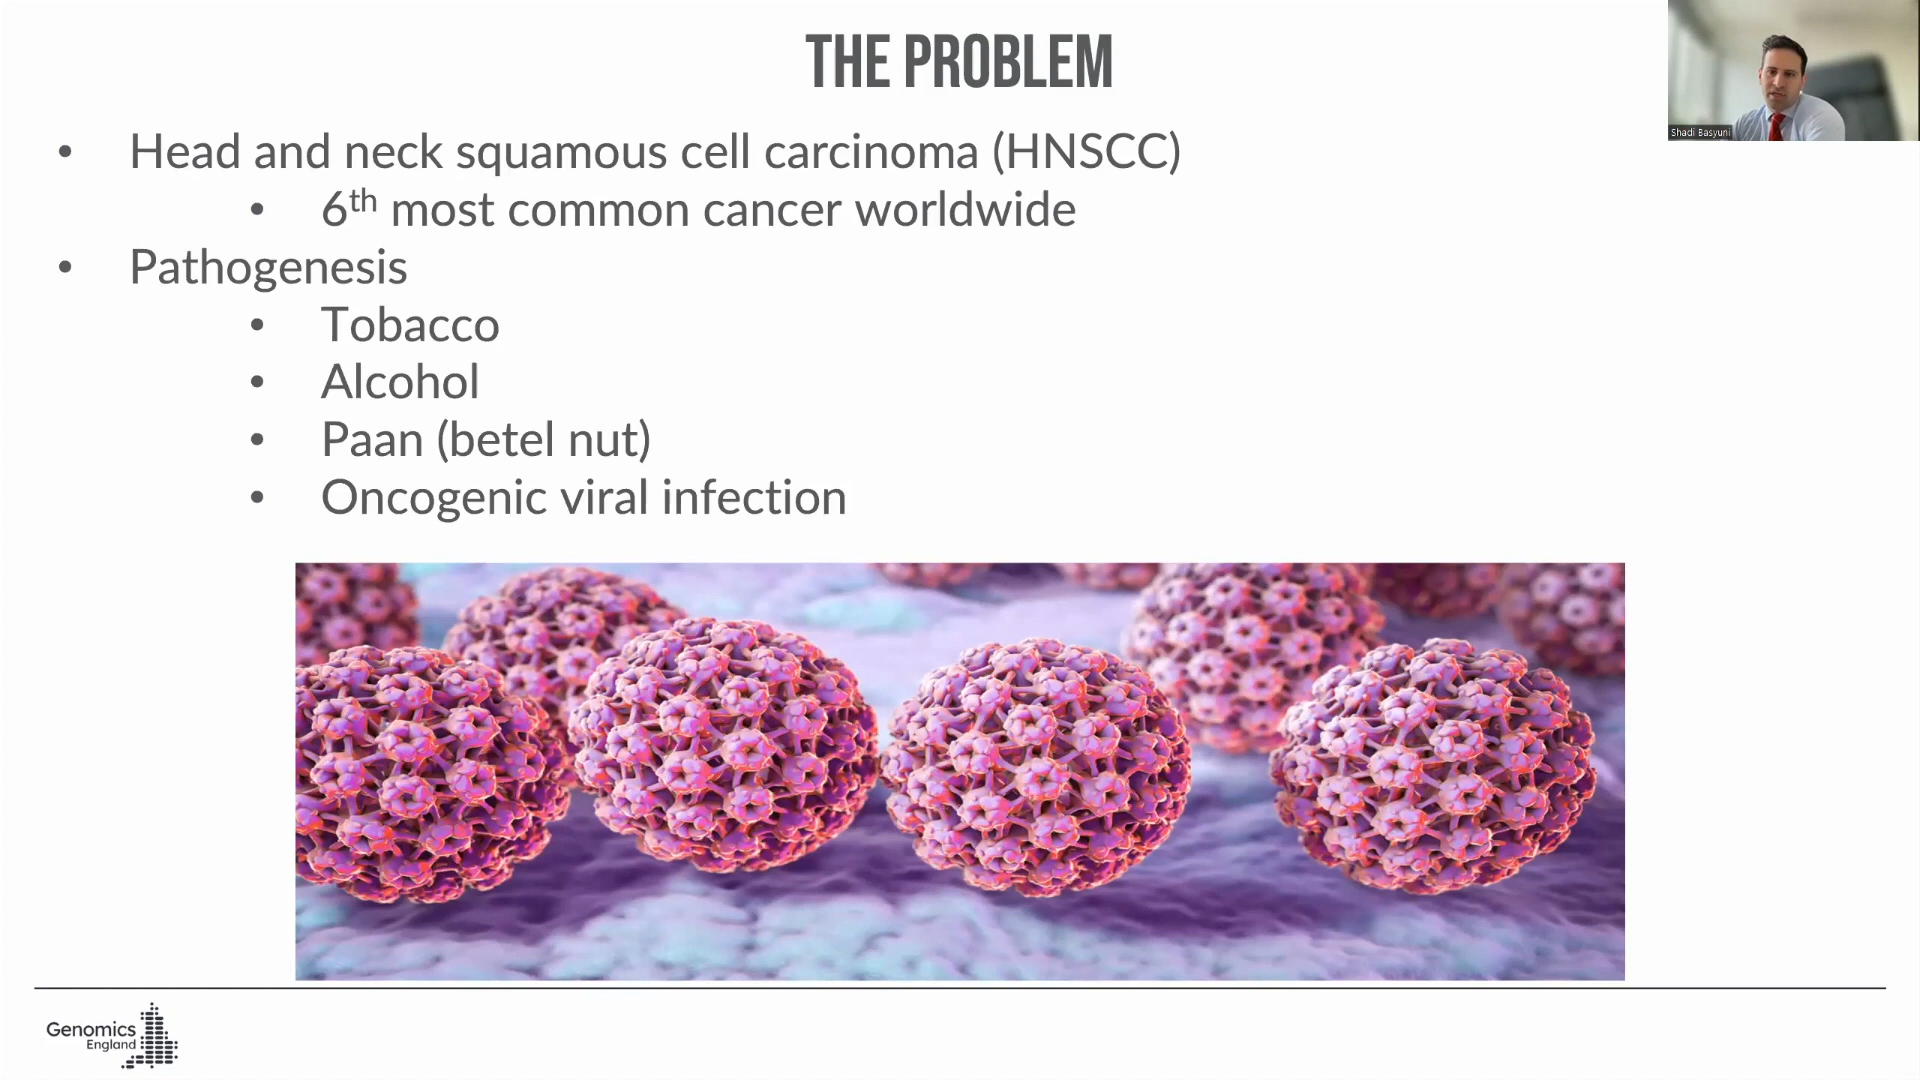 THE PROBLEM
Shadi Basyuni
• Head and neck squamous cell carcinoma (HNSCC)
• 6th most common cancer worldwide
• Pathogenesis
• Tobacco
• Alcohol
• Paan (betel nut)
• Oncogenic viral infection
Genomics
England